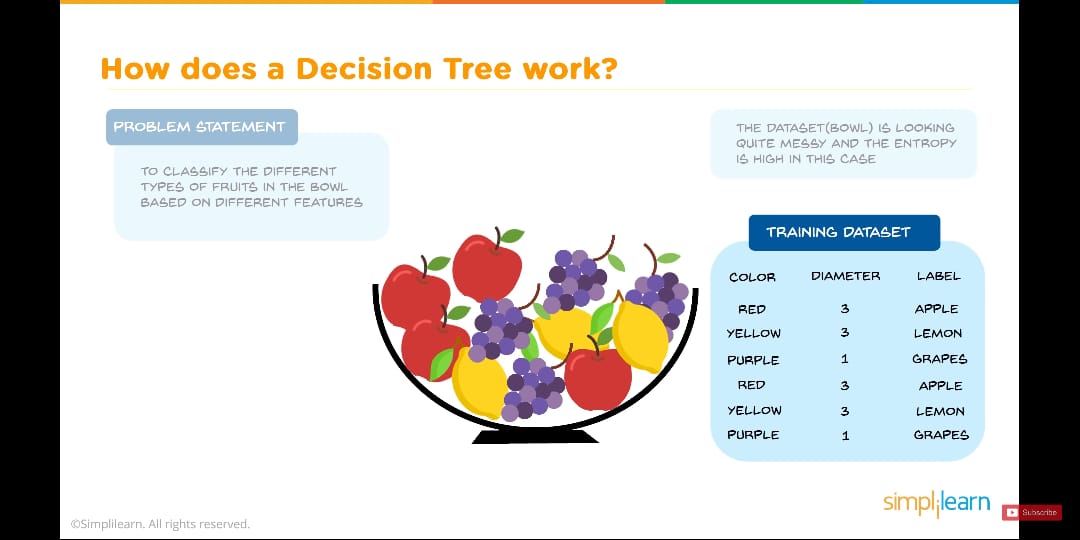 How does a Decision Tree work?
PROBLEM STATEMENT
TO CLASSIFY THE DIFFERENT
TYPES OF FRUITS IN THE BOWL
BASED ON DIFFERENT FEATURES
THE DATASET(BOWL) IS LOOKING
QUITE MESSY AND THE ENTROPY
IS HIGH IN THIS CASE
TRAINING DATASET
COLOR DIAMETER LABEL
RED 3 APPLE
YELLOW 3 LEMON
PURPLE 1 GRAPES
RED 3 APPLE
YELLOW 3 LEMON
PURPLE 1 GRAPES
simplilearn
Subscribe
©Simplilearn. All rights reserved.